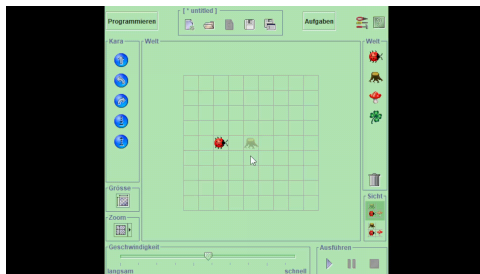 [ * untitled ]
Programmieren
Aufgaben
Kara
Welt
Welt
Grösse
Sicht
Zoom
Geschwindigkeit
Ausführen
langsam
schnell